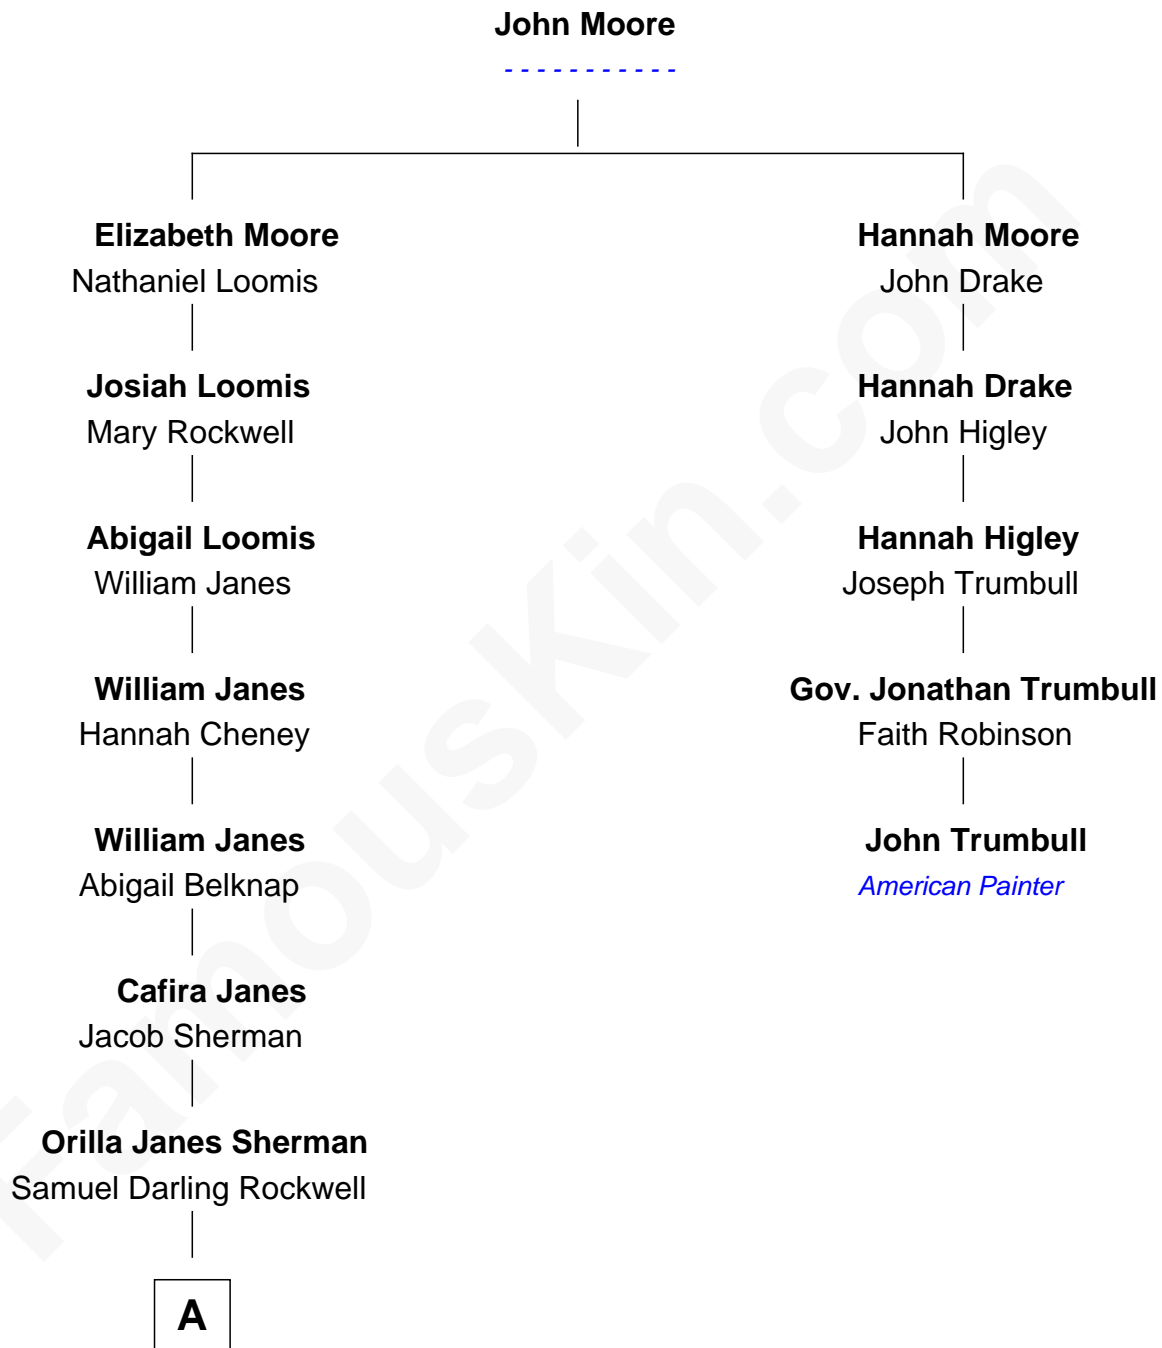 John Moore
- - - - - - - - - - -
Elizabeth Moore
Nathaniel Loomis
Hannah Moore
John Drake
Josiah Loomis
Mary Rockwell
Hannah Drake
John Higley
Abigail Loomis
William Janes
Hannah Higley
Joseph Trumbull
William Janes
Hannah Cheney
Gov. Jonathan Trumbull
Faith Robinson
William Janes
Abigail Belknap
John Trumbull
American Painter
Cafira Janes
Jacob Sherman
Orilla Janes Sherman
Samuel Darling Rockwell
A
FamousKin.com